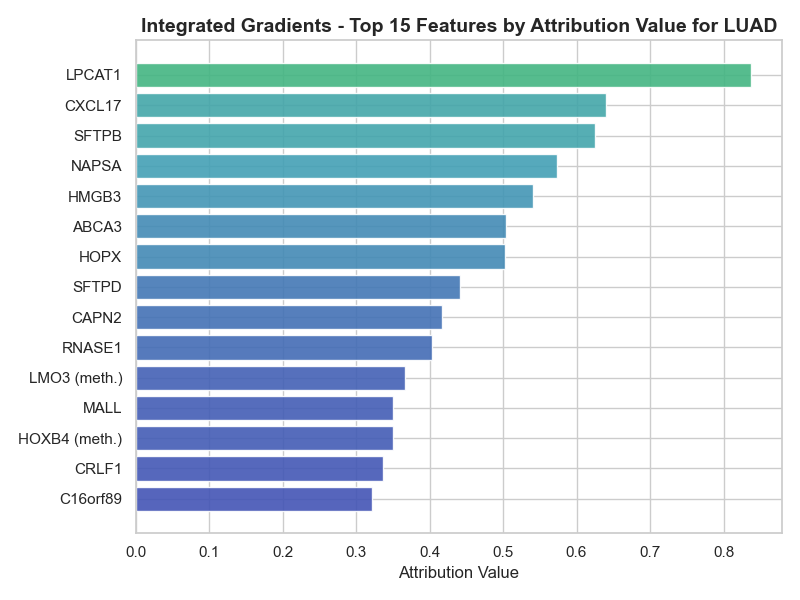 Integrated Gradients - Top 15 Features by Attribution Value for LUAD
LPCAT1
CXCL17
SFTPB
NAPSA
HMGB3
ABCA3
HOPX
SFTPD
CAPN2
RNASE1
LMO3 (meth.)
MALL
HOXB4 (meth.)
CRLF1
C16orf89
0.0 0.1 0.2 0.3 0.4 0.5 0.6 0.7 0.8
Attribution Value